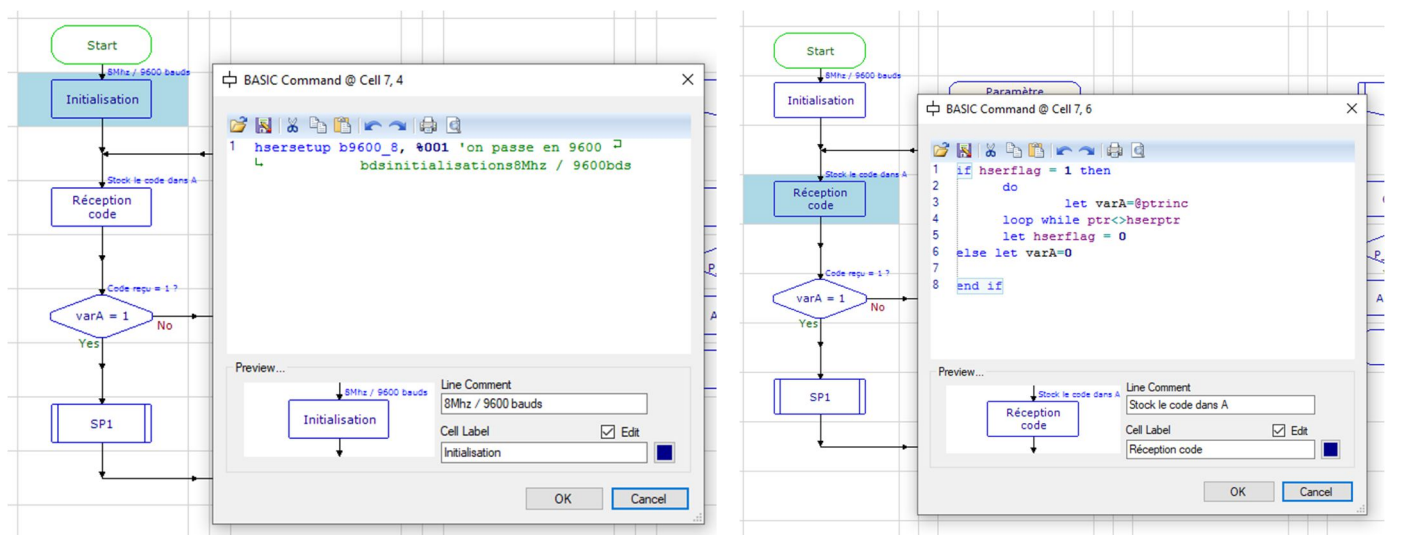 Start
8Mhz / 9600 bauds
Initialisation
Stock le code dans A
Réception
code
Code reçu = 1 ?
varA = 1
No
Yes
SP1
BASIC Command @ Cell 7, 4
1 hsersetup b9600_8, %001 'on passe en 9600
bdsinitialisations8Mhz / 9600bds
Preview...
8Mhz / 9600 bauds
Initialisation
Line Comment
8Mhz / 9600 bauds
Cell Label
Edit
Initialisation
OK
Cancel
Start
8Mhz / 9600 bauds
Initialisation
Paramètre
Stock le code dans A
Réception
code
Code reçu = 1 ?
varA = 1
No
Yes
SP1
BASIC Command @ Cell 7, 6
1 if hserflag = 1 then
2 do
3 let varA=@ptrinc
4 loop while ptr<>hserptr
5 let hserflag = 0
6 else let varA=0
7
8 end if
Preview...
Stock le code dans A
Réception
code
Line Comment
Stock le code dans A
Cell Label
Edit
Réception code
OK
Cancel